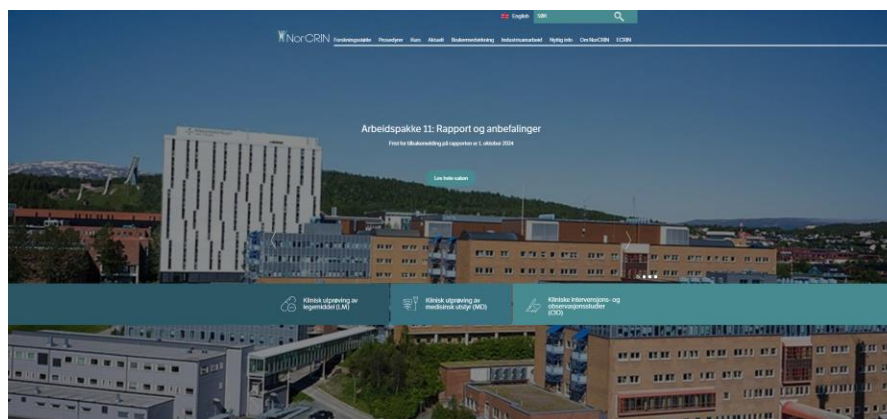 English
SØK
NorCRIN
Forskningsstøtte Prosedyrer Kurs Aktuelt Brukermedvirkning Industrisamarbeid Nyttig info Om NorCRIN ECRIN
Arbeidspakke 11: Rapport og anbefalinger
Frist for tilbakemelding på rapporten er 1. oktober 2024
Les hele saken
Klinisk utprøving av
legemiddel (LM)
Klinisk utprøving av
medisinsk utstyr (MD)
Kliniske intervensjons- og
observasjonsstudier
(CIO)